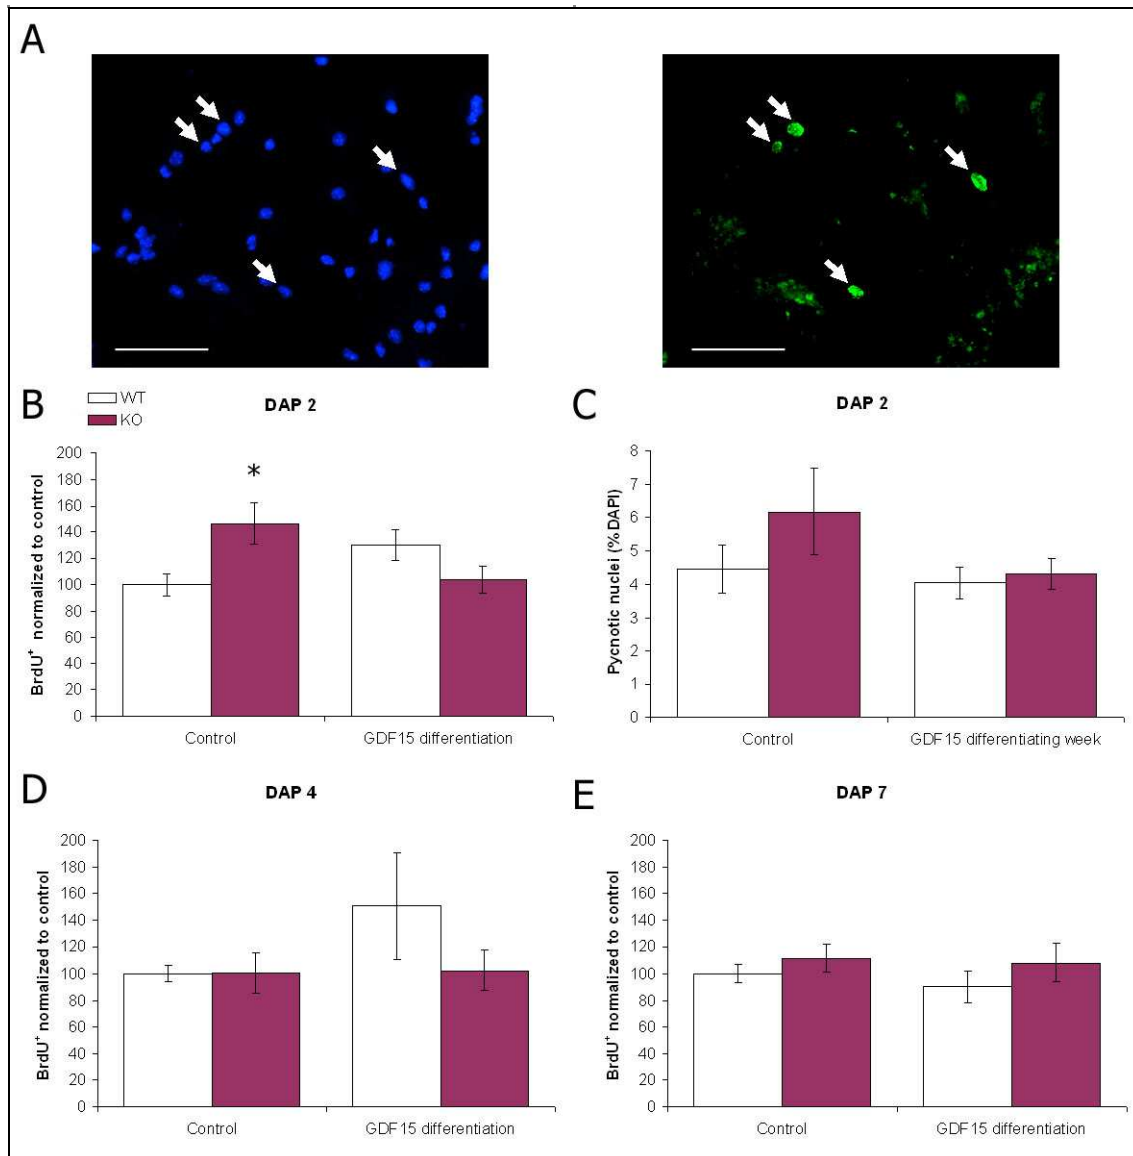 A
B
WT
KO
DAP 2
BrdU⁺ normalized to control
200
180
160
140
120
100
80
60
40
20
0
*
Control
GDF15 differentiation
C
DAP 2
Pycnotic nuclei (%DAPI)
8
7
6
5
4
3
2
1
0
Control
GDF15 differentiating week
D
DAP 4
BrdU⁺ normalized to control
200
180
160
140
120
100
80
60
40
20
0
Control
GDF15 differentiation
E
DAP 7
BrdU⁺ normalized to control
200
180
160
140
120
100
80
60
40
20
0
Control
GDF15 differentiation